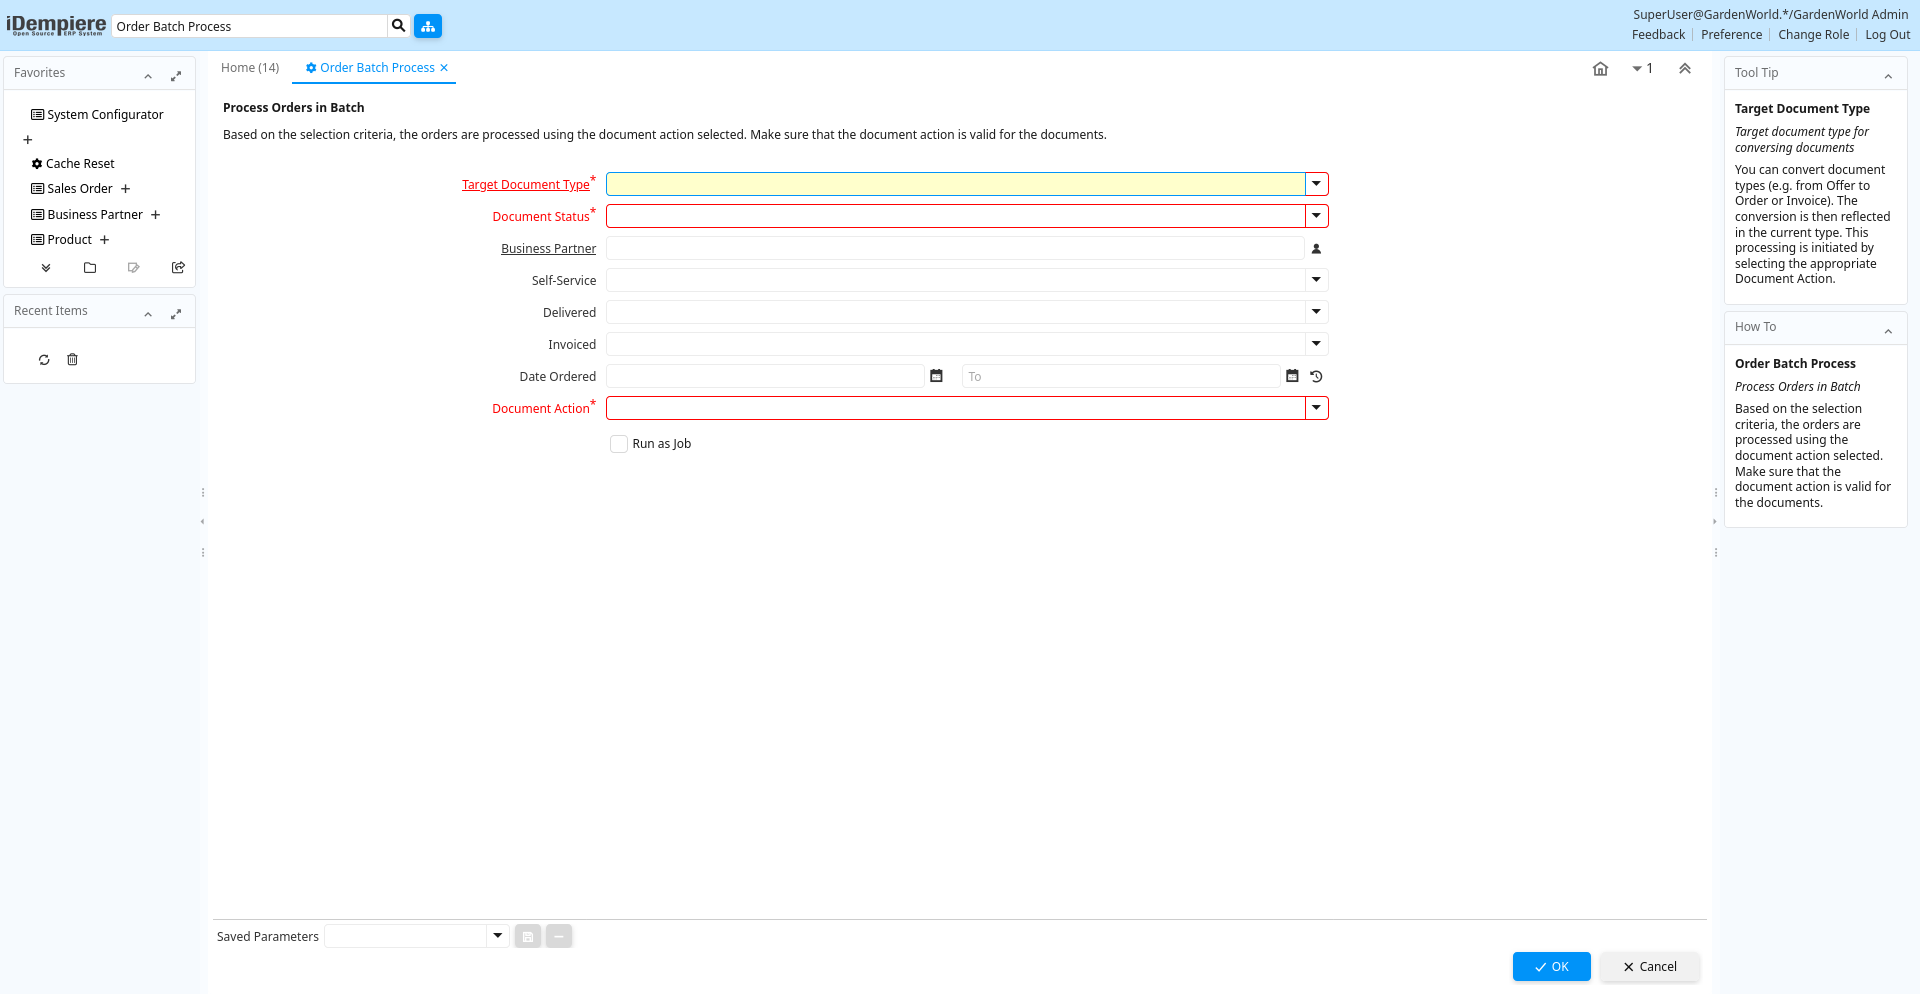 iDempiere
Open Source ERP System
Order Batch Process
SuperUser@GardenWorld.*/GardenWorld Admin
Feedback
Preference
Change Role
Log Out
Favorites
System Configurator
Cache Reset
Sales Order
Business Partner
Product
Recent Items
Home (14)
Order Batch Process
1
Process Orders in Batch
Based on the selection criteria, the orders are processed using the document action selected. Make sure that the document action is valid for the documents.
Target Document Type*
Document Status*
Business Partner
Self-Service
Delivered
Invoiced
Date Ordered
To
Document Action*
Run as Job
Saved Parameters
OK
Cancel
Tool Tip
Target Document Type
Target document type for
conversing documents
You can convert document
types (e.g. from Offer to
Order or Invoice). The
conversion is then reflected
in the current type. This
processing is initiated by
selecting the appropriate
Document Action.
How To
Order Batch Process
Process Orders in Batch
Based on the selection
criteria, the orders are
processed using the
document action selected.
Make sure that the
document action is valid for
the documents.